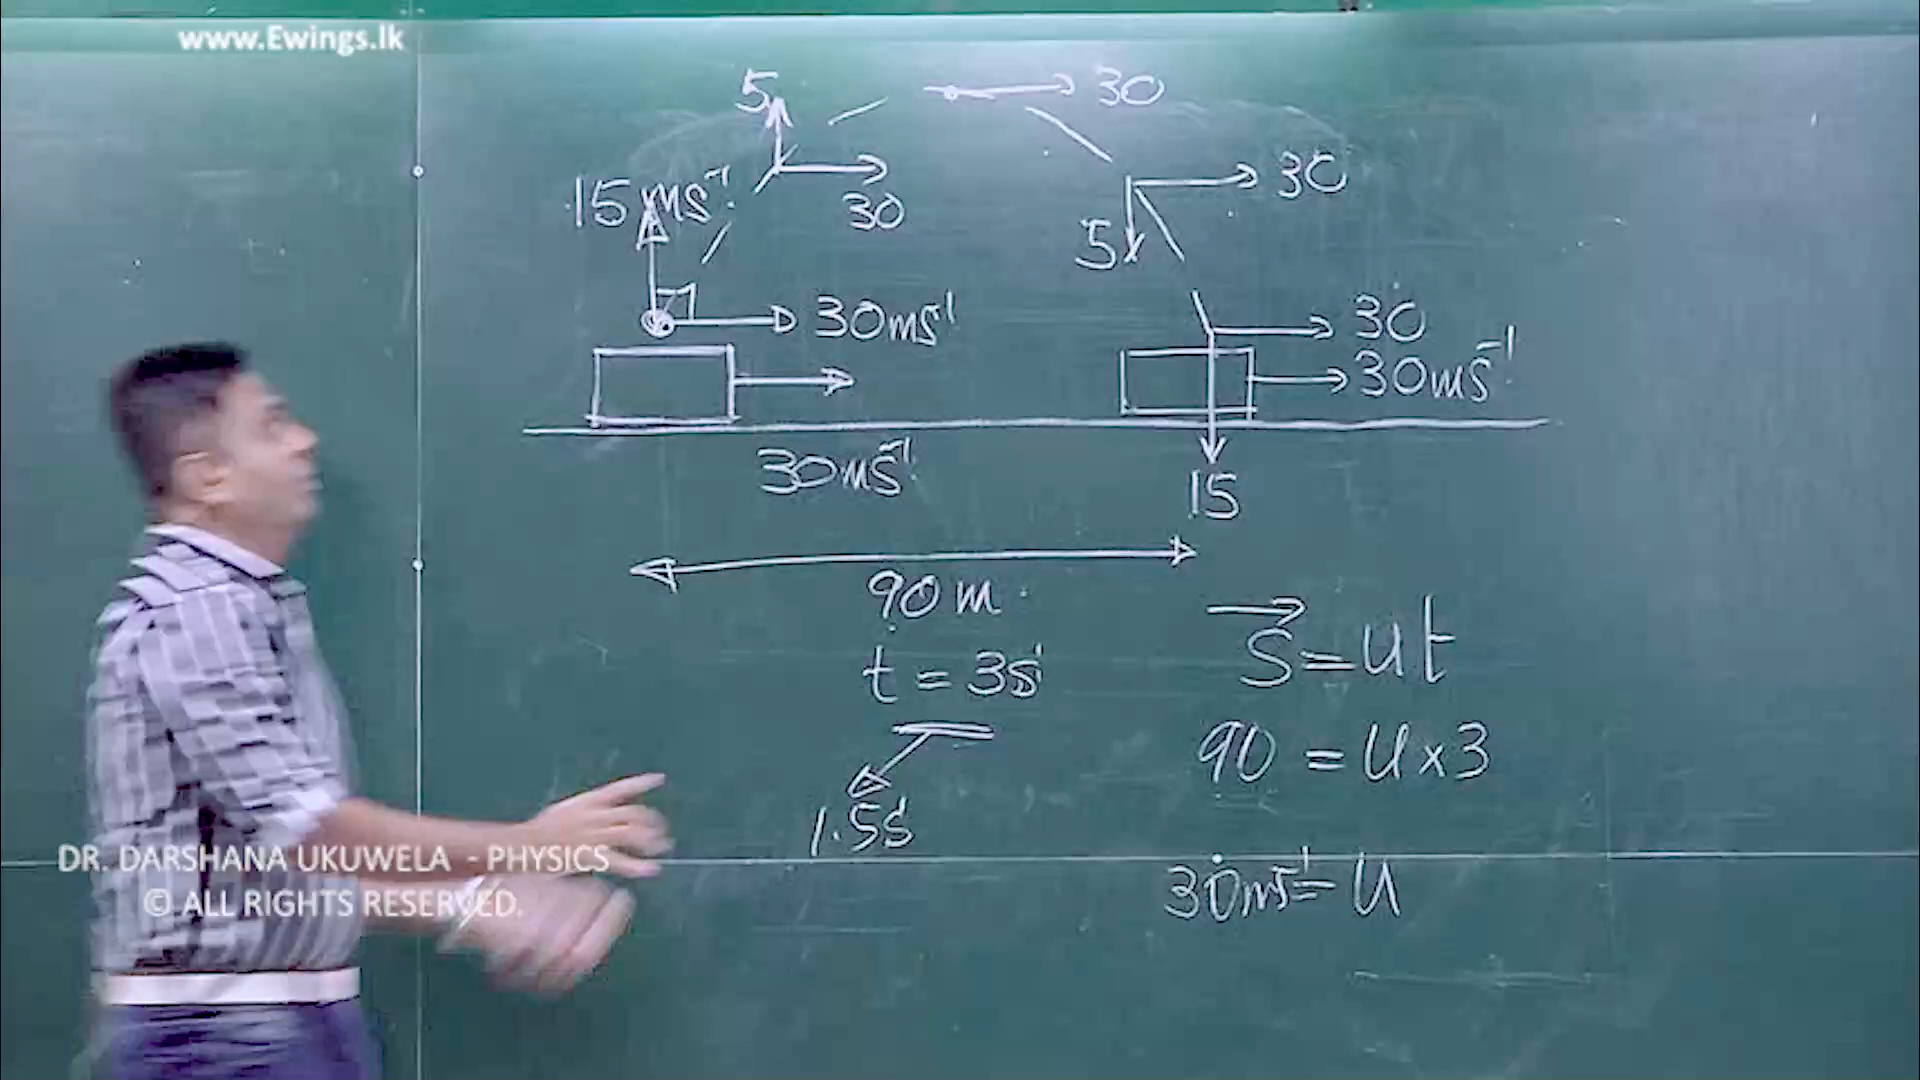 www.Ewings.lk
5
30
30
15 ms⁻¹
30
5
30ms⁻¹
30
30ms⁻¹
30ms⁻¹
15
90 m
t = 3s
1.5s
S = ut
90 = u×3
30ms⁻¹ = u
DR. DARSHANA UKUWELA - PHYSICS
© ALL RIGHTS RESERVED.